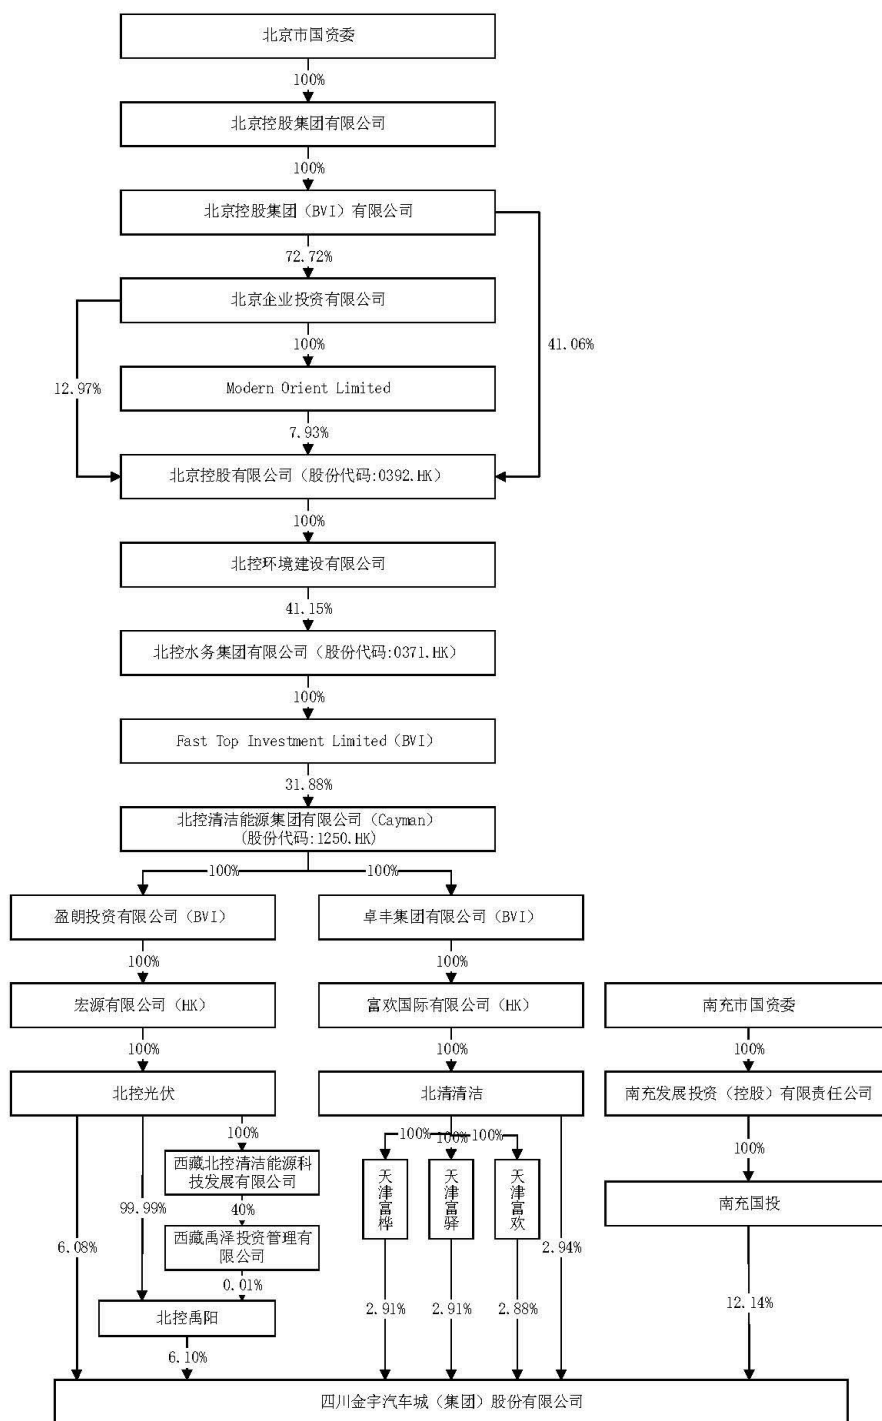 北京市国资委
100%
北京控股集团有限公司
100%
北京控股集团（BVI）有限公司
72.72%
北京企业投资有限公司
100%
41.06%
12.97%
Modern Orient Limited
7.93%
北京控股有限公司（股份代码:0392.HK）
100%
北控环境建设有限公司
41.15%
北控水务集团有限公司（股份代码:0371.HK）
100%
Fast Top Investment Limited（BVI）
31.88%
北控清洁能源集团有限公司（Cayman）
(股份代码:1250.HK)
100%
100%
盈朗投资有限公司（BVI）
卓丰集团有限公司（BVI）
100%
100%
宏源有限公司（HK）
富欢国际有限公司（HK）
南充市国资委
100%
100%
100%
北控光伏
北清清洁
南充发展投资（控股）有限责任公司
100%
100%
100%
100%
100%
西藏北控清洁能源科
技发展有限公司
天津富桦
天津富驿
天津富欢
南充国投
99.99%
40%
西藏禹泽投资管理有
限公司
6.08%
2.94%
0.01%
2.91%
2.91%
2.88%
12.14%
北控禹阳
6.10%
四川金宇汽车城（集团）股份有限公司